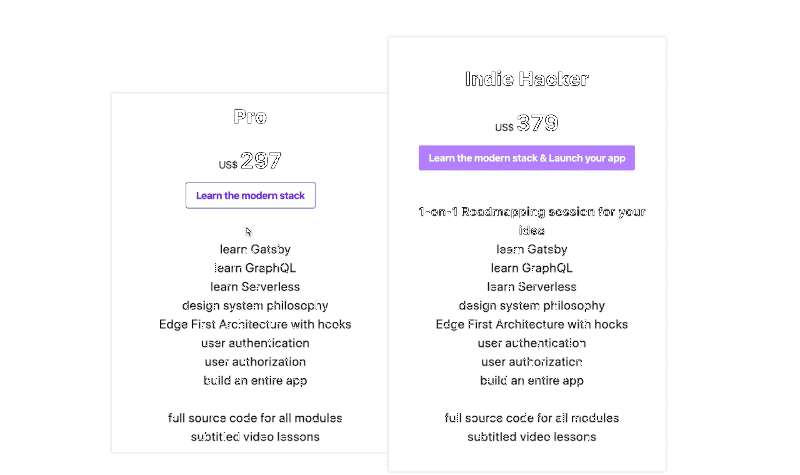 Pro
US$ 297
Learn the modern stack
learn Gatsby
learn GraphQL
learn Serverless
design system philosophy
Edge First Architecture with hooks
user authentication
user authorization
build an entire app
full source code for all modules
subtitled video lessons
Indie Hacker
US$ 379
Learn the modern stack & Launch your app
1-on-1 Roadmapping session for your
idea
learn Gatsby
learn GraphQL
learn Serverless
design system philosophy
Edge First Architecture with hooks
user authentication
user authorization
build an entire app
full source code for all modules
subtitled video lessons